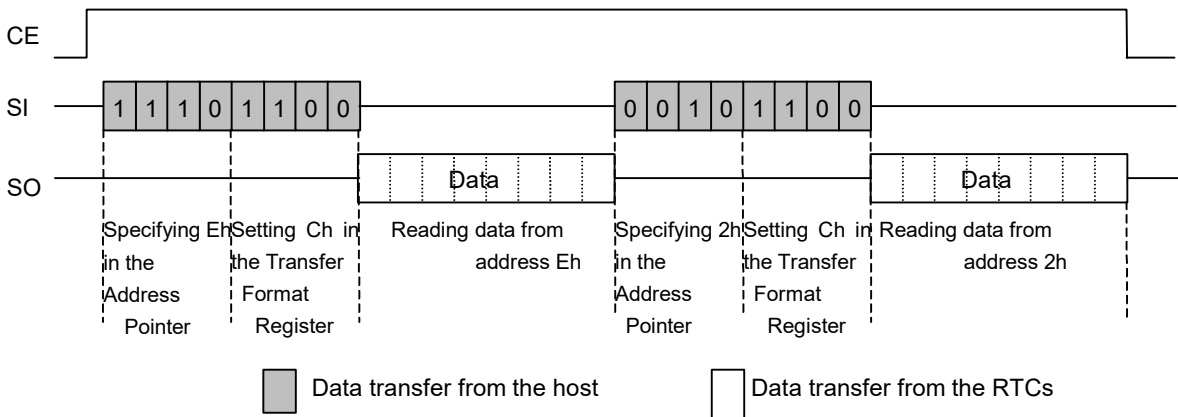 CE
SI
1 1 1 0 1 1 0 0
0 0 1 0 1 1 0 0
SO
Data
Data
Specifying Eh
in the
Address
Pointer
Setting Ch in
the Transfer
Format
Register
Reading data from
address Eh
Specifying 2h
in the
Address
Pointer
Setting Ch in
the Transfer
Format
Register
Reading data from
address 2h
Data transfer from the host
Data transfer from the RTCs